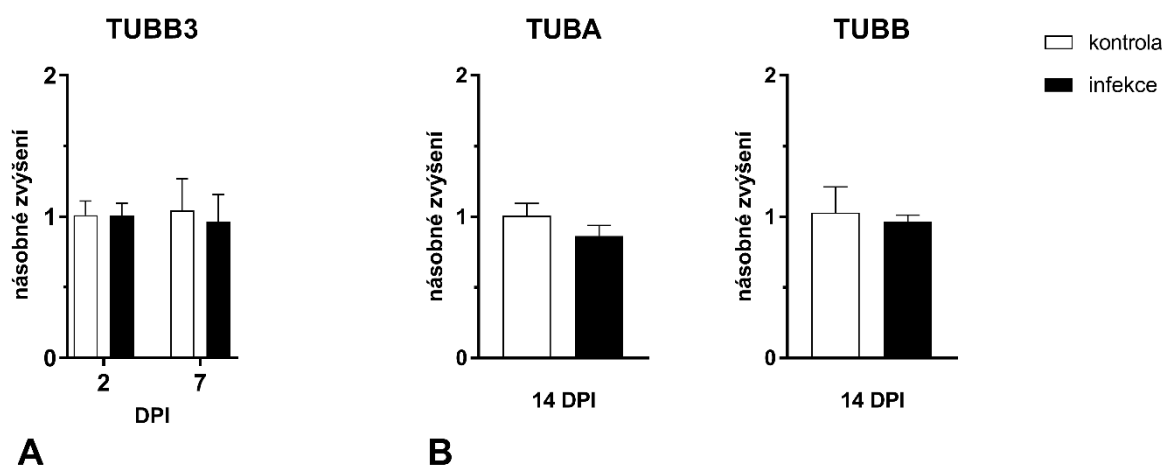 TUBB3
násobné zvýšení
2
1
0
2
7
DPI
A
TUBA
násobné zvýšení
2
1
0
14 DPI
B
TUBB
násobné zvýšení
2
1
0
14 DPI
kontrola
infekce